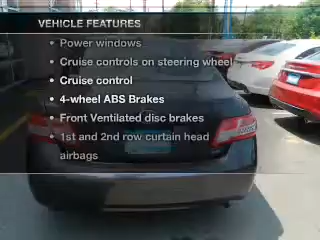 VEHICLE FEATURES
• Power windows
• Cruise controls on steering wheel
• Cruise control
• 4-wheel ABS Brakes
• Front Ventilated disc brakes
• 1st and 2nd row curtain head
airbags